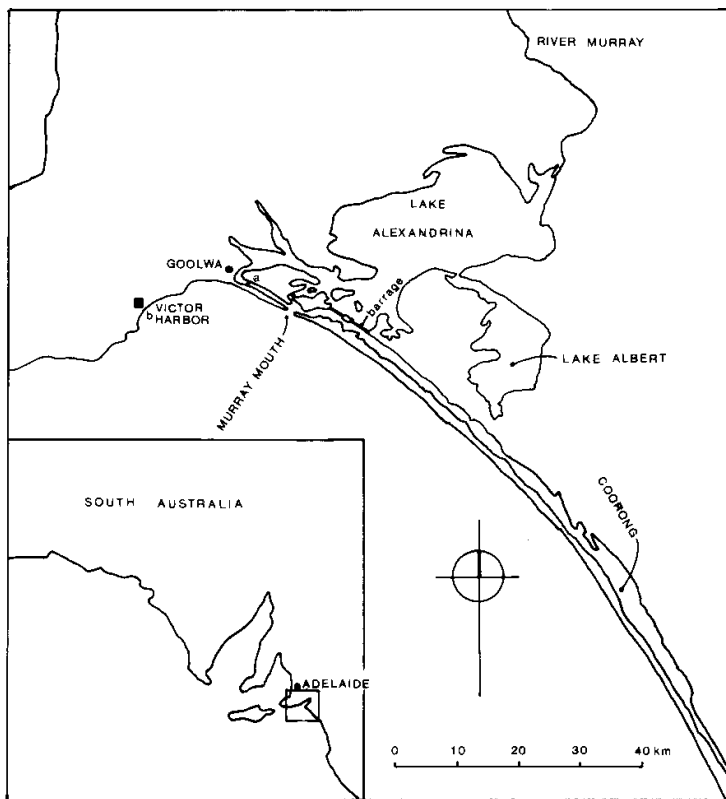 RIVER MURRAY
LAKE
ALEXANDRINA
GOOLWA
a
barrage
b VICTOR
HARBOR
MURRAY MOUTH
LAKE ALBERT
SOUTH AUSTRALIA
COORONG
ADELAIDE
0 10 20 30 40 km